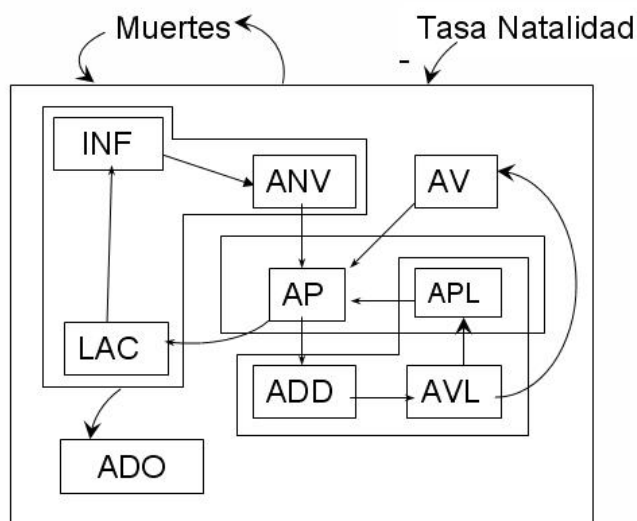 Muertes
Tasa Natalidad
-
INF
ANV
AV
AP
APL
LAC
ADD
AVL
ADO